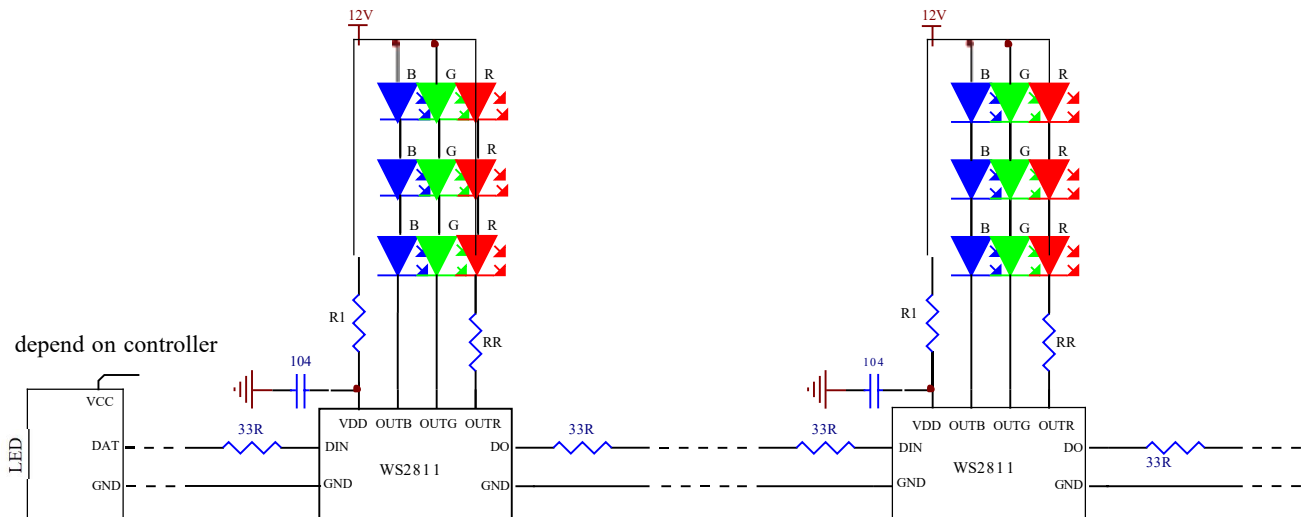 12V
12V
B G R
B G R
B G R
B G R
B G R
B G R
R1
RR
R1
RR
depend on controller
104
104
VCC
VDD OUTB OUTG OUTR
VDD OUTB OUTG OUTR
LED
DAT
33R
DIN
DO
33R
33R
DIN
DO
33R
WS2811
WS2811
GND
GND
GND
GND
GND